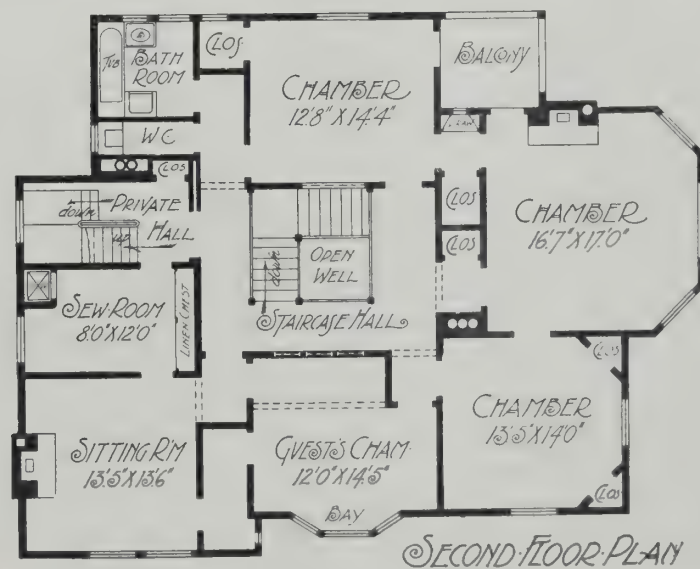 BATH
ROOM
TUB
CLOS.
CHAMBER
12'8" X 14'4"
BALCONY
W.C.
CLOS
PRIVATE
HALL
down
up
CLOS
CHAMBER
16'7" X 17'0"
CLOS
OPEN
WELL
down
SEW-ROOM
8'0" X 12'0"
LINEN CHEST
STAIRCASE HALL
CLOS
CHAMBER
13'5" X 14'0"
SITTING R'M
13'5" X 13'6"
GUEST'S CHAM-
12'0" X 14'5"
CLOS
BAY
SECOND·FLOOR·PLAN